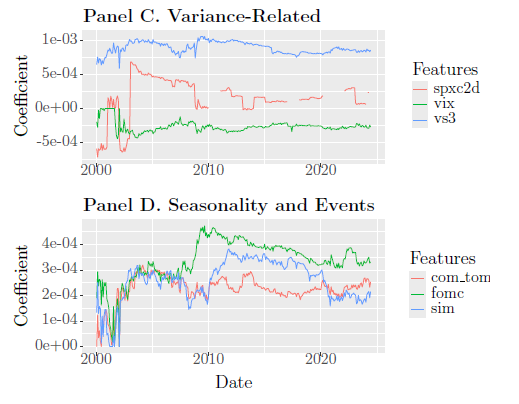 Panel C. Variance-Related
1e-03
5e-04
0e+00
-5e-04
Coefficient
2000 2010 2020
Features
spxc2d
vix
vs3
Panel D. Seasonality and Events
4e-04
3e-04
2e-04
1e-04
0e+00
Coefficient
2000 2010 2020
Date
Features
com_tom
fomc
sim